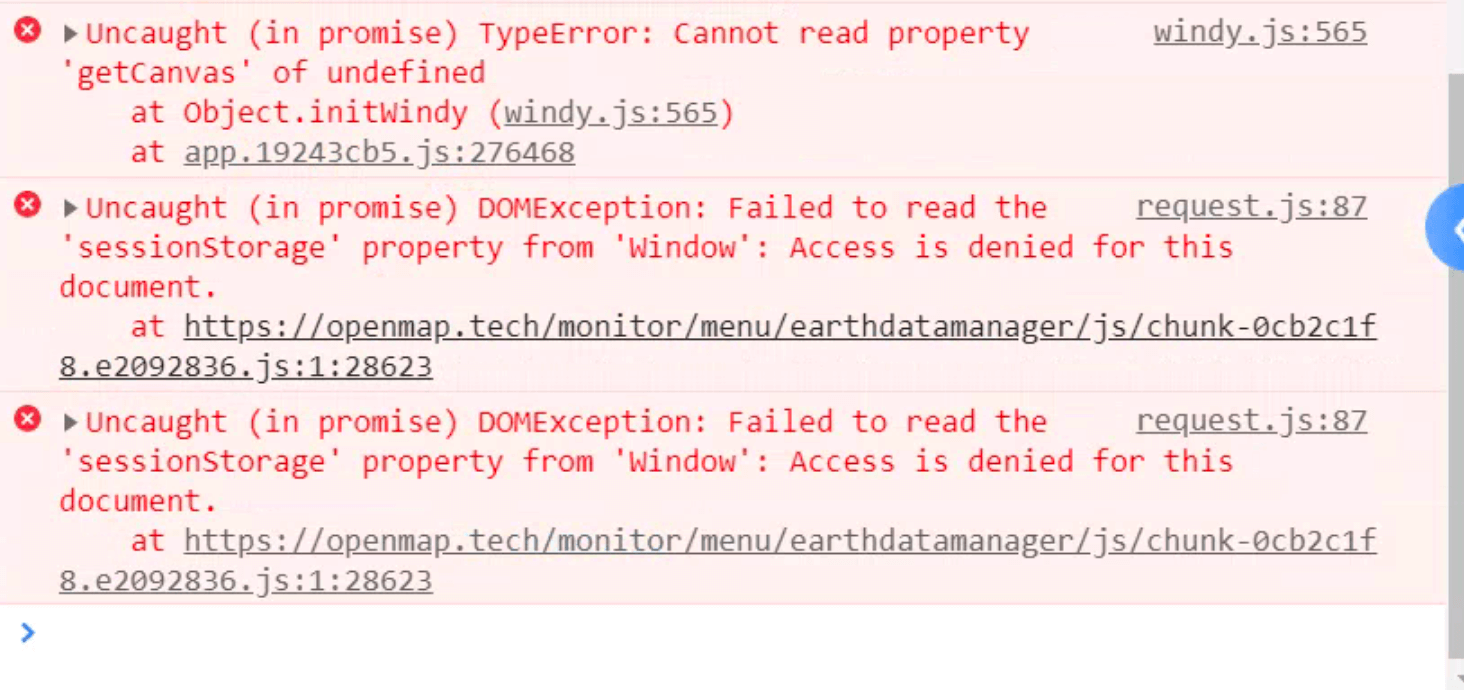 Uncaught (in promise) TypeError: Cannot read property windy.js:565
'getCanvas' of undefined
at Object.initWindy (windy.js:565)
at app.19243cb5.js:276468
Uncaught (in promise) DOMException: Failed to read the request.js:87
'sessionStorage' property from 'Window': Access is denied for this
document.
at https://openmap.tech/monitor/menu/earthdatamanager/js/chunk-0cb2c1f
8.e2092836.js:1:28623
Uncaught (in promise) DOMException: Failed to read the request.js:87
'sessionStorage' property from 'Window': Access is denied for this
document.
at https://openmap.tech/monitor/menu/earthdatamanager/js/chunk-0cb2c1f
8.e2092836.js:1:28623